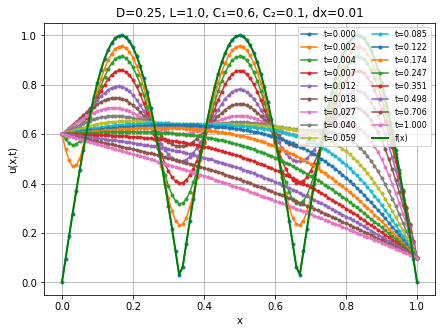 D=0.25, L=1.0, C₁=0.6, C₂=0.1, dx=0.01
u(x,t)
1.0
0.8
0.6
0.4
0.2
0.0
t=0.000
t=0.002
t=0.004
t=0.007
t=0.012
t=0.018
t=0.027
t=0.040
t=0.059
t=0.085
t=0.122
t=0.174
t=0.247
t=0.351
t=0.498
t=0.706
t=1.000
f(x)
0.0 0.2 0.4 0.6 0.8 1.0
x